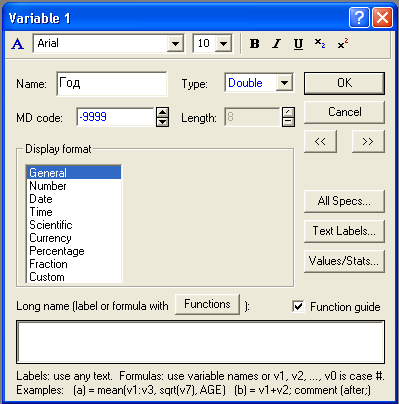 Variable 1
A Arial 10 B I U x₂ x²
Name: Год Type: Double OK
MD code: -9999 Length: 8 Cancel
<< >>
Display format
General
Number
Date
Time
Scientific
Currency
Percentage
Fraction
Custom
All Specs...
Text Labels...
Values/Stats...
Long name (label or formula with Functions ): Function guide
Labels: use any text. Formulas: use variable names or v1, v2, ..., v0 is case #.
Examples: (a) = mean(v1:v3, sqrt(v7), AGE) (b) = v1+v2; comment (after;)